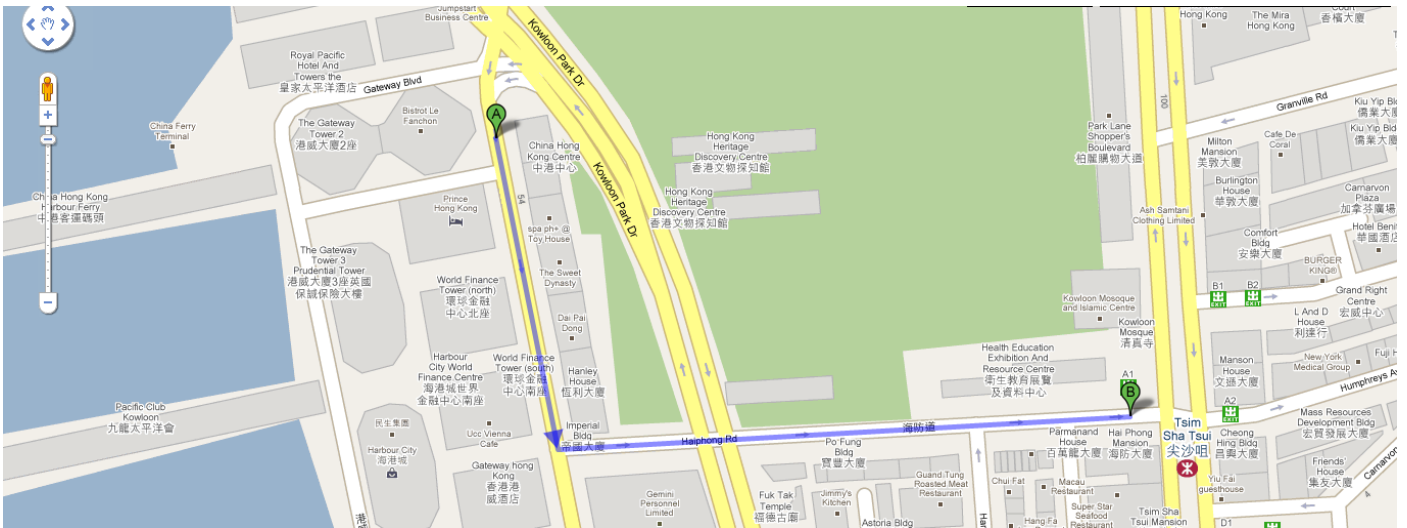 Jumpstart
Business Centre
Kowloon Park Dr
Hong Kong
The Mira
Hong Kong
Court
香檳大廈
Royal Pacific
Hotel And
Towers the
皇家太平洋酒店
Gateway Blvd
The Gateway
Tower 2
港威大廈2座
Bistrot Le
Fanchon
China Ferry
Terminal
A
China Hong
Kong Centre
中港中心
Kowloon Park Dr
Hong Kong
Heritage
Discovery Centre
香港文物探知館
Hong Kong
Heritage
Discovery Centre
香港文物探知館
100
Park Lane
Shopper's
Boulevard
柏麗購物大道
Granville Rd
Kiu Yip Bld
僑業大廈
Kiu Yip Bld
僑業大廈
Cafe De
Coral
Milton
Mansion
美敦大廈
Burlington
House
華敦大廈
Carnarvon
Plaza
加拿芬廣場
Ash Samtani
Clothing Limited
Hotel Beni
華國酒店
Comfort
Bldg
安樂大廈
BURGER
KING®
China Hong Kong
Harbour Ferry
中港客運碼頭
Prince
Hong Kong
54
spa ph+ @
Toy House
The Gateway
Tower 3
Prudential Tower
港威大廈3座英國
保誠保險大樓
The Sweet
Dynasty
World Finance
Tower (north)
環球金融
中心北座
Dai Pai
Dong
Harbour
City World
Finance Centre
海港城世界
金融中心南座
World Finance
Tower (south)
環球金融
中心南座
Hanley
House
恆利大廈
Kowloon Mosque
and Islamic Centre
Kowloon
Mosque
清真寺
B1
B2
EXIT
EXIT
Grand Right
Centre
宏威中心
L And D
House
利達行
Health Education
Exhibition And
Resource Centre
衛生教育展覽
及資料中心
A1
B
Manson
House
文遜大廈
New York
Medical Group
Fuji H
Humphreys Av
A2
EXIT
Pacific Club
Kowloon
九龍太平洋會
民生集團
Harbour City
海港城
Ucc Vienna
Cafe
Imperial
Bldg
帝國大廈
Haiphong Rd
海防道
Gateway hong
Kong
香港港
威酒店
Po Fung
Bldg
寶豐大廈
Parmanand
House
百萬龍大廈
Hai Phong
Mansion
海防大廈
Tsim
Sha Tsui
尖沙咀
Cheong
Hing Bldg
昌興大廈
Mass Resources
Development Bldg
宏貿發展大廈
Friends'
House
集友大廈
Carnarvon
Gemini
Personnel
Limited
Fuk Tak
Temple
福德古廟
Jimmy's
Kitchen
Guand Tung
Roasted Meat
Restaurant
Astoria Bldg
Chui Fat
Macau
Restaurant
Hang Fa
Super Star
Seafood
Restaurant
Yiu Fai
guesthouse
Tsim Sha
Tsui Mansion
D1